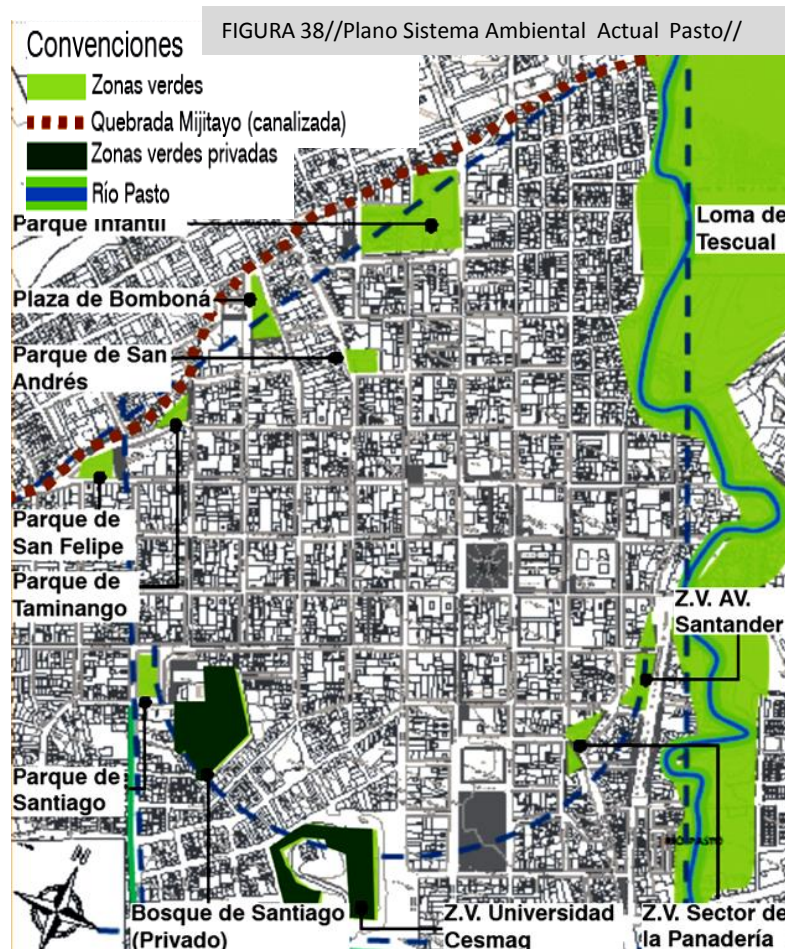 FIGURA 38//Plano Sistema Ambiental Actual Pasto//
Convenciones
Zonas verdes
Quebrada Mijitayo (canalizada)
Zonas verdes privadas
Río Pasto
Parque Infantil
Loma de
Tescual
Plaza de Bomboná
Parque de San
Andrés
Parque de
San Felipe
Parque de
Taminango
Z.V. AV.
Santander
Parque de
Santiago
RÍO PASTO
N
Bosque de Santiago
(Privado)
Z.V. Universidad
Cesmag
Z.V. Sector de
la Panadería